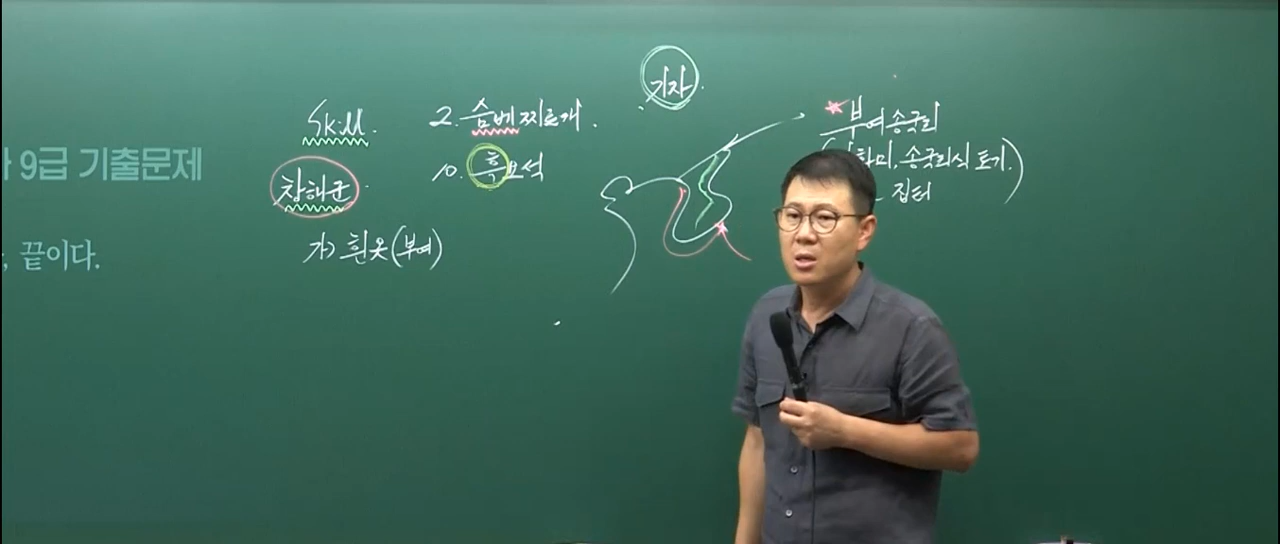 기자
Skill.
2. 슴베찌르개.
부여 송국리
9급 기출문제
10. 흑요석
송국리식 토기.)
창해군.
집터
끝이다.
가) 흰옷(부여)